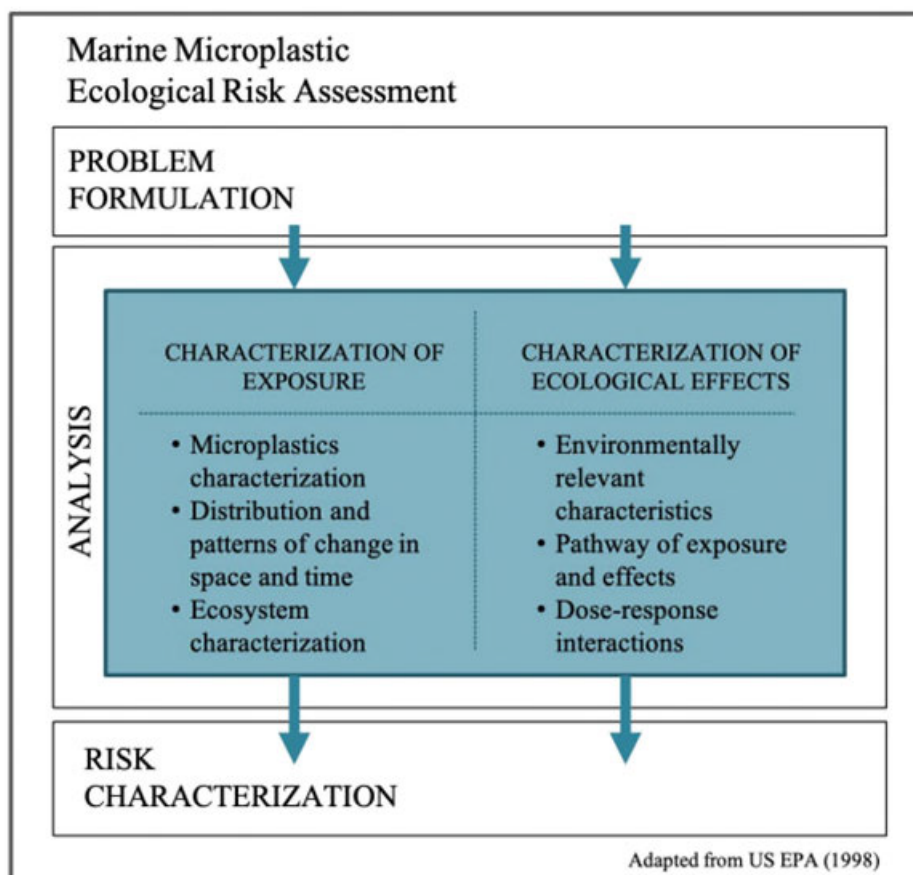 Marine Microplastic
Ecological Risk Assessment
PROBLEM
FORMULATION
ANALYSIS
CHARACTERIZATION OF
EXPOSURE
• Microplastics
characterization
• Distribution and
patterns of change in
space and time
• Ecosystem
characterization
CHARACTERIZATION OF
ECOLOGICAL EFFECTS
• Environmentally
relevant
characteristics
• Pathway of exposure
and effects
• Dose-response
interactions
RISK
CHARACTERIZATION
Adapted from US EPA (1998)